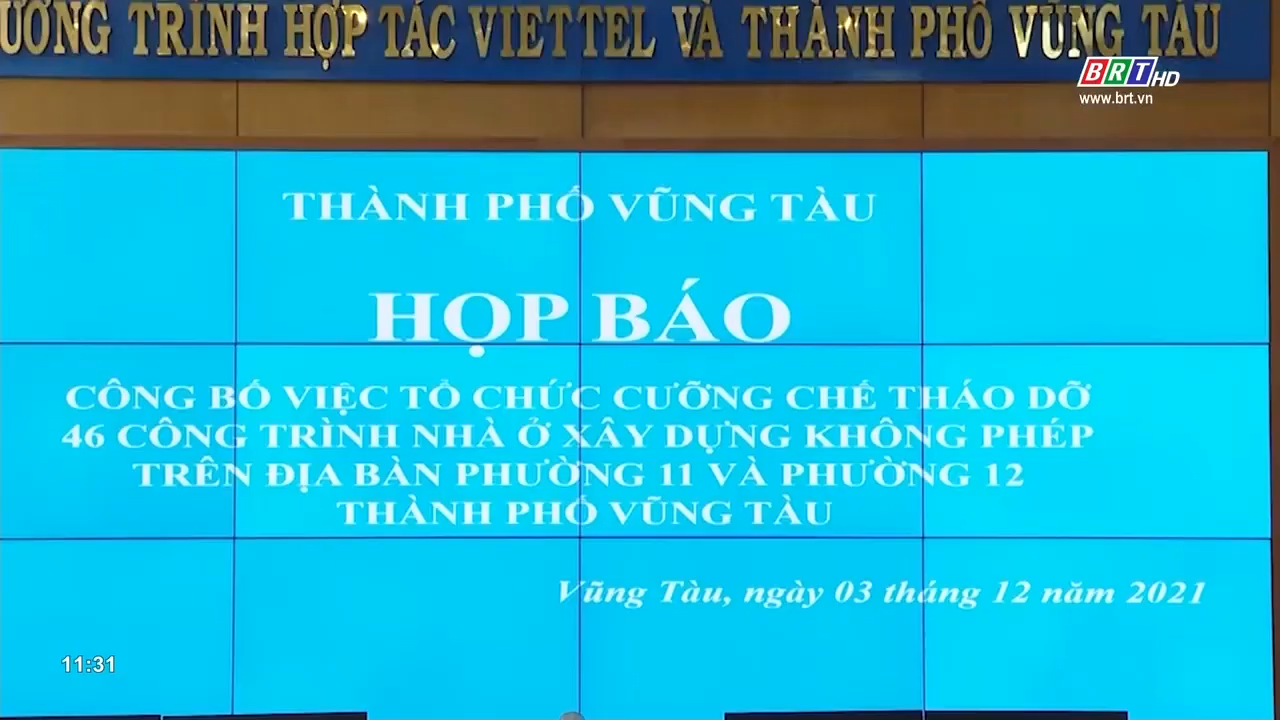 TRÌNH HỢP TÁC VIETTEL VÀ THÀNH PHỐ VŨNG TÀU
BRT HD
www.brt.vn
THÀNH PHỐ VŨNG TÀU
HỌP BÁO
CÔNG BỐ VIỆC TỔ CHỨC CƯỠNG CHẾ THÁO DỠ
46 CÔNG TRÌNH NHÀ Ở XÂY DỰNG KHÔNG PHÉP
TRÊN ĐỊA BÀN PHƯỜNG 11 VÀ PHƯỜNG 12
THÀNH PHỐ VŨNG TÀU
Vũng Tàu, ngày 03 tháng 12 năm 2021
11:31